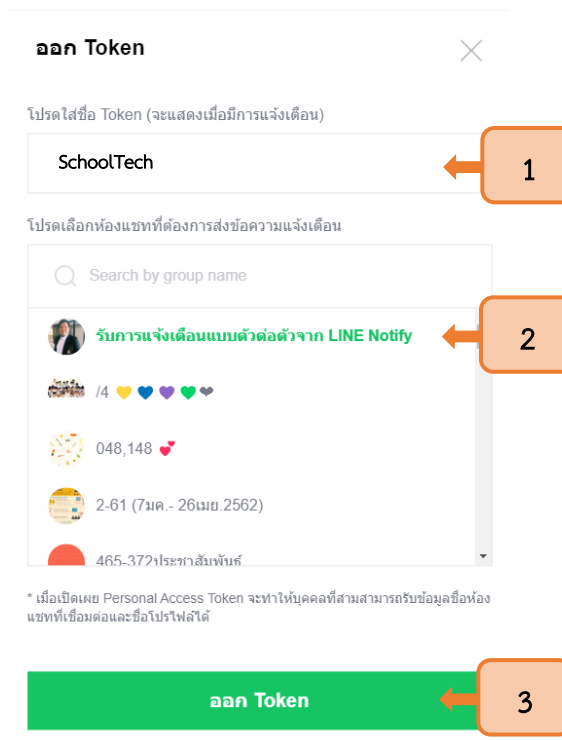 ออก Token
โปรดใส่ชื่อ Token (จะแสดงเมื่อมีการแจ้งเตือน)
SchoolTech
1
โปรดเลือกห้องแชทที่ต้องการส่งข้อความแจ้งเตือน
Search by group name
รับการแจ้งเตือนแบบตัวต่อตัวจาก LINE Notify
2
/4 💛 💙 💜 💚 ❤
048,148 💕
2-61 (7มค.- 26เมย.2562)
465-372ประชาสัมพันธ์
* เมื่อเปิดเผย Personal Access Token จะทำให้บุคคลที่สามสามารถรับข้อมูลชื่อห้อง
แชทที่เชื่อมต่อและชื่อโปรไฟล์ได้
ออก Token
3